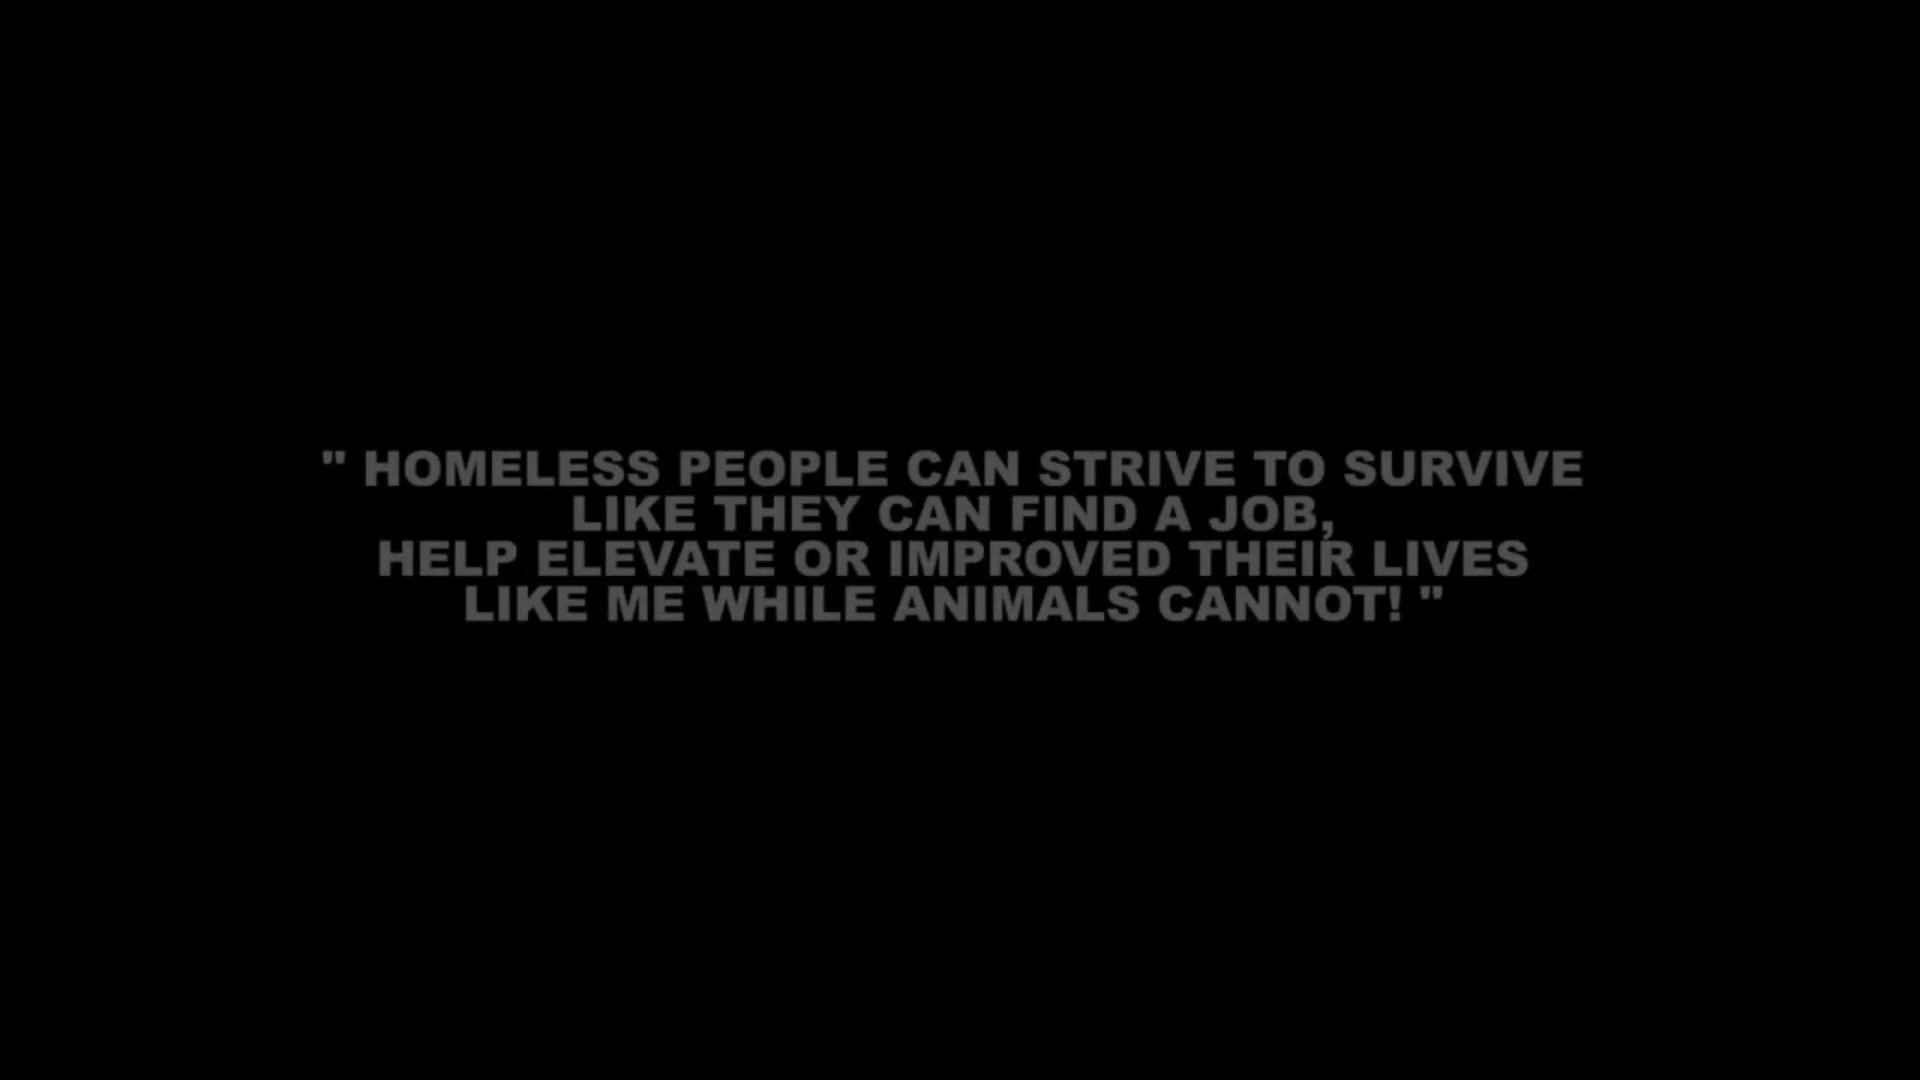 " HOMELESS PEOPLE CAN STRIVE TO SURVIVE
LIKE THEY CAN FIND A JOB,
HELP ELEVATE OR IMPROVED THEIR LIVES
LIKE ME WHILE ANIMALS CANNOT! "